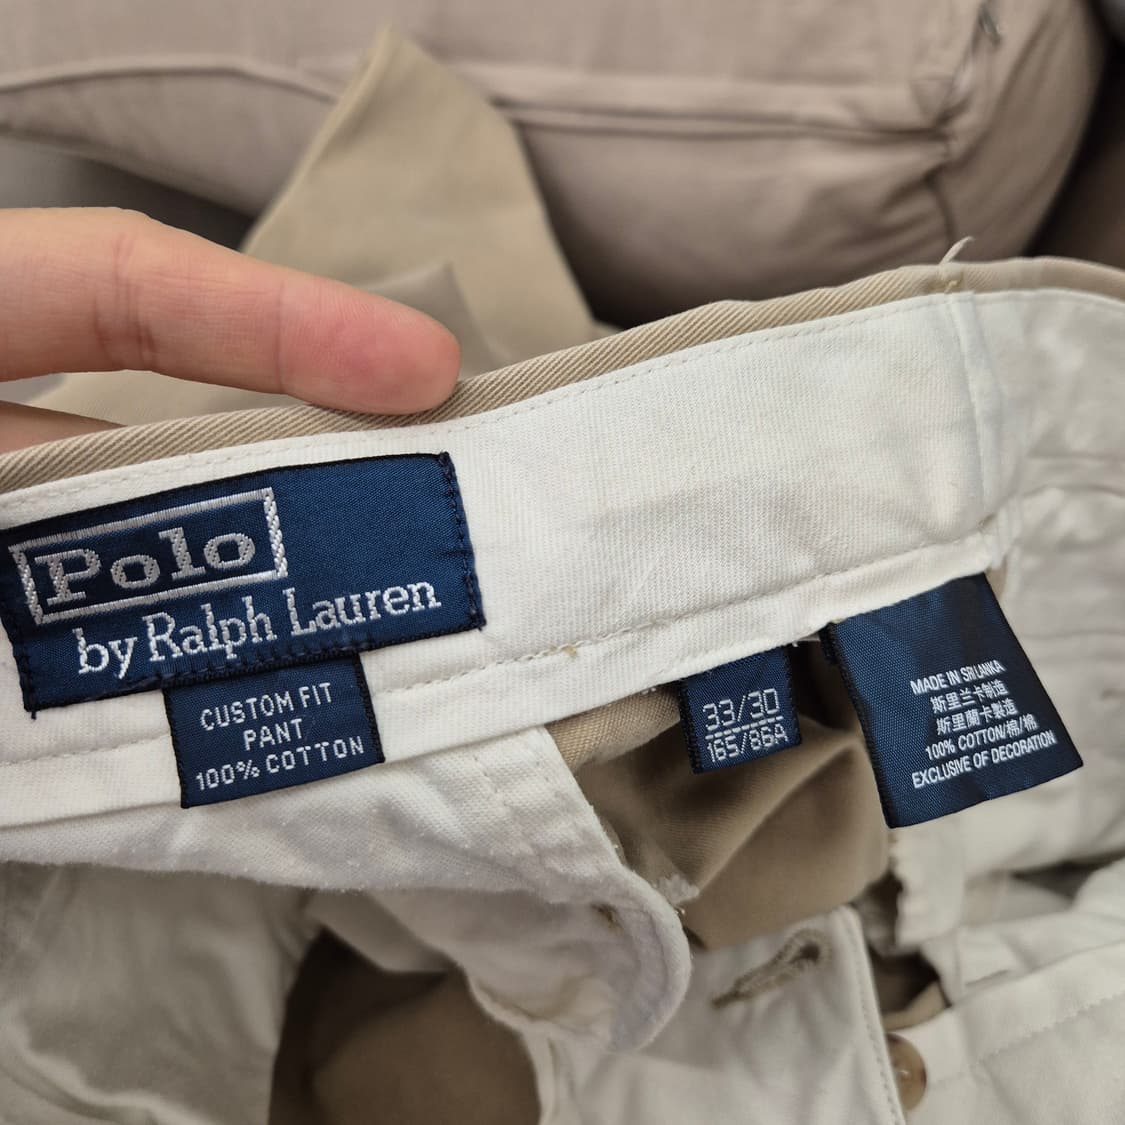 Polo
by Ralph Lauren
CUSTOM FIT
PANT
100% COTTON
33/30
165/86A
MADE IN SRI LANKA
斯里兰卡制造
斯里蘭卡製造
100% COTTON/棉/棉
EXCLUSIVE OF DECORATION